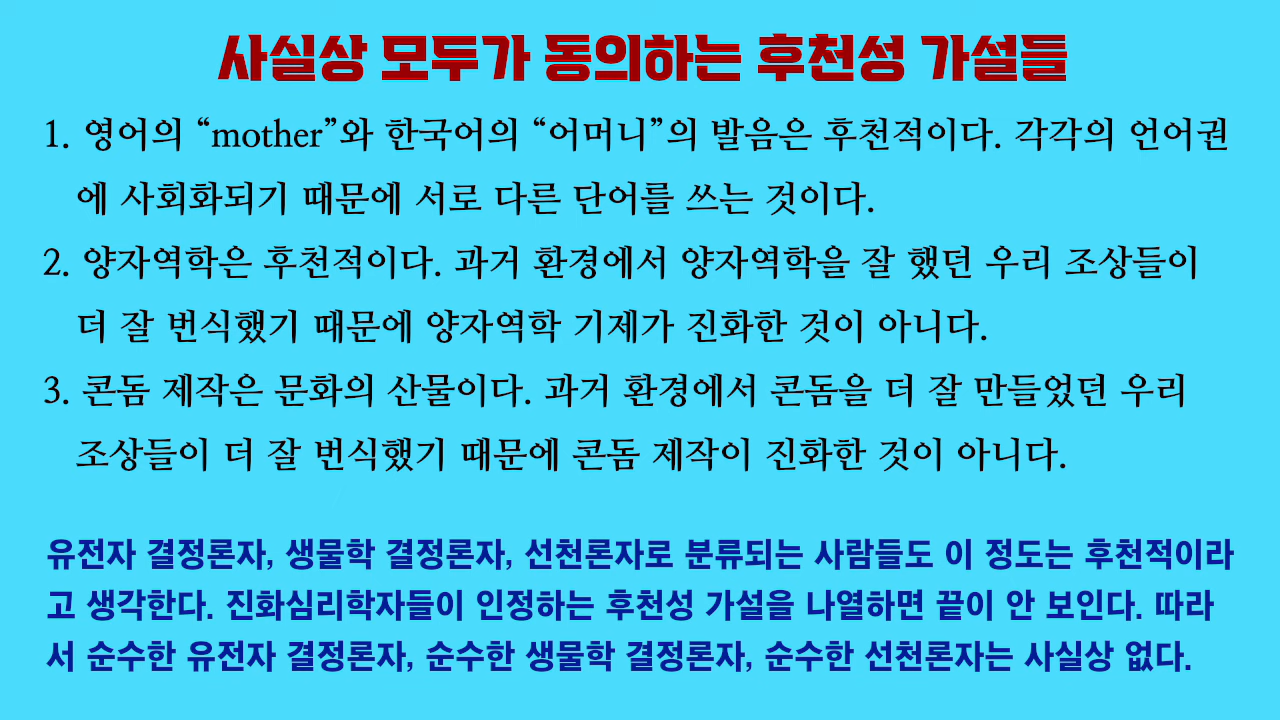 사실상 모두가 동의하는 후천성 가설들
1. 영어의 “mother”와 한국어의 “어머니”의 발음은 후천적이다. 각각의 언어권
에 사회화되기 때문에 서로 다른 단어를 쓰는 것이다.
2. 양자역학은 후천적이다. 과거 환경에서 양자역학을 잘 했던 우리 조상들이
더 잘 번식했기 때문에 양자역학 기제가 진화한 것이 아니다.
3. 콘돔 제작은 문화의 산물이다. 과거 환경에서 콘돔을 더 잘 만들었던 우리
조상들이 더 잘 번식했기 때문에 콘돔 제작이 진화한 것이 아니다.
유전자 결정론자, 생물학 결정론자, 선천론자로 분류되는 사람들도 이 정도는 후천적이라
고 생각한다. 진화심리학자들이 인정하는 후천성 가설을 나열하면 끝이 안 보인다. 따라
서 순수한 유전자 결정론자, 순수한 생물학 결정론자, 순수한 선천론자는 사실상 없다.